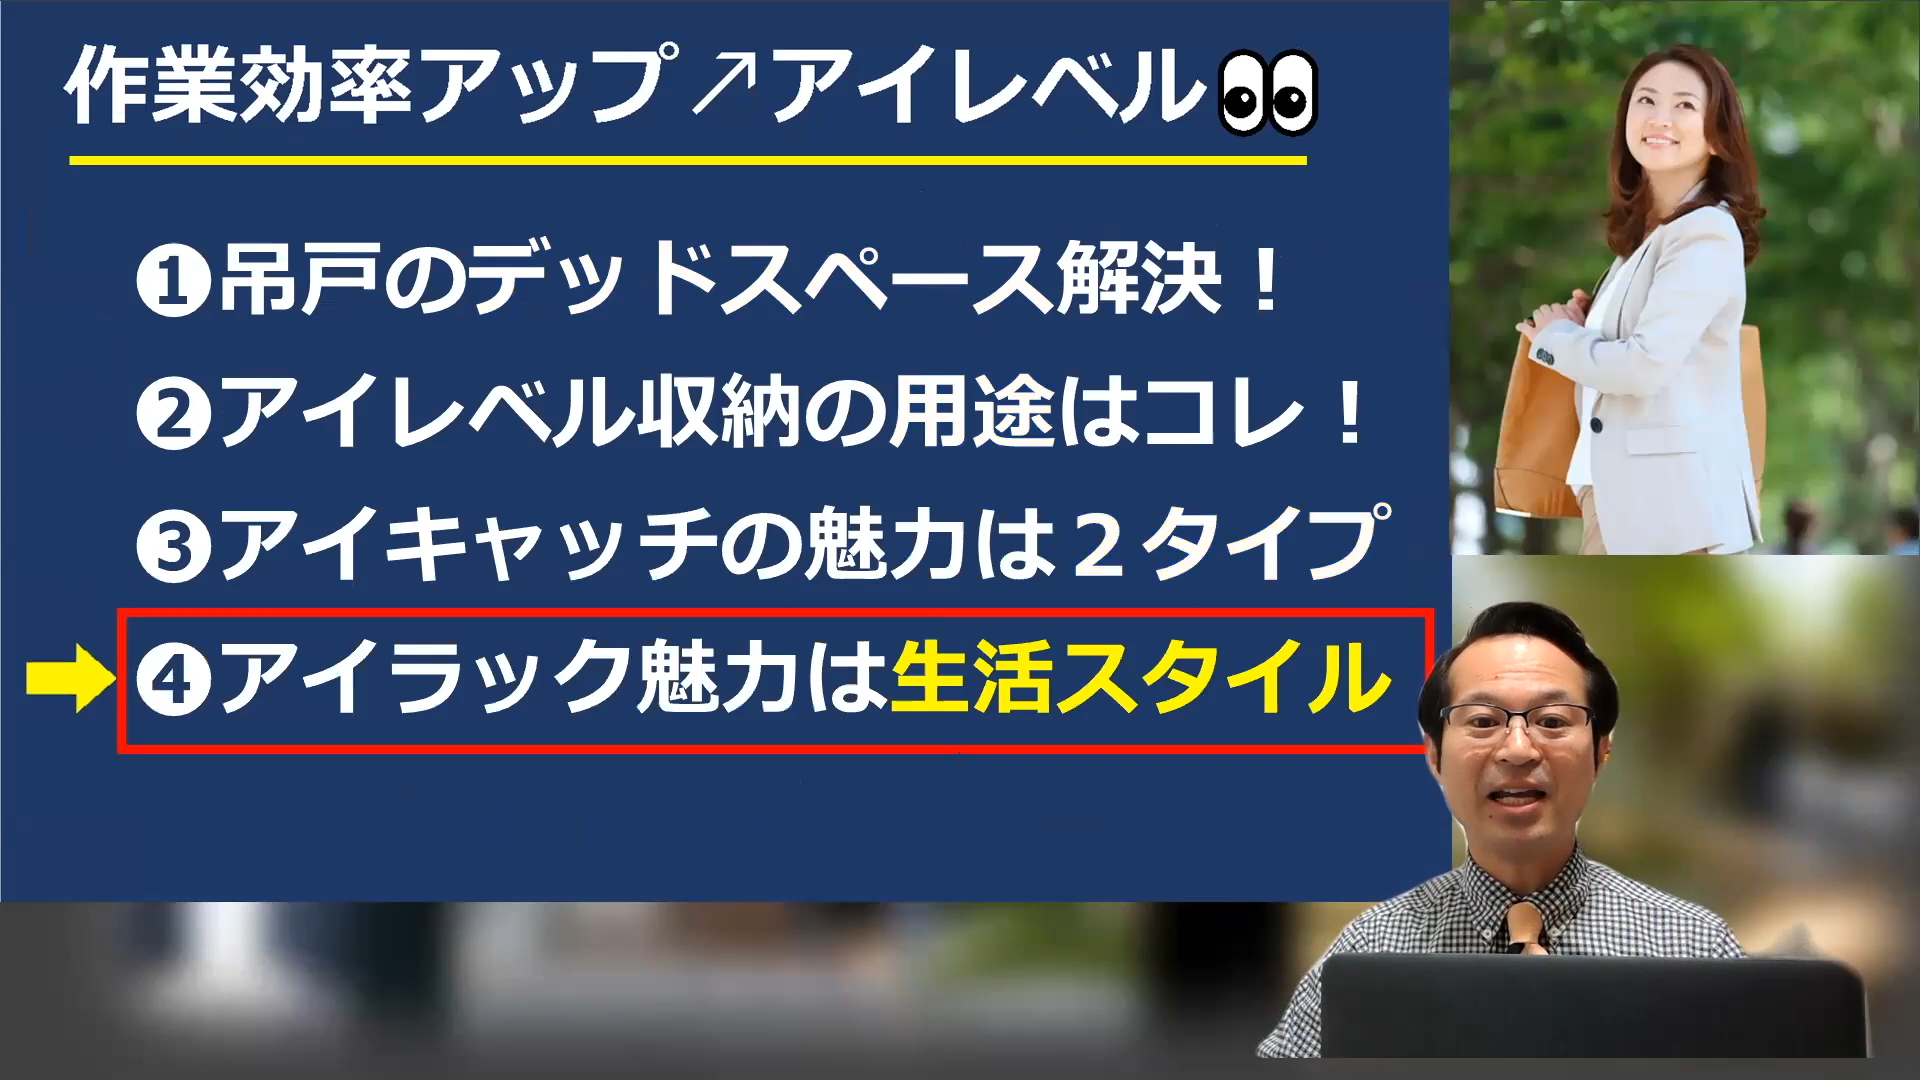 作業効率アップ↗アイレベル👀
❶吊戸のデッドスペース解決！
❷アイレベル収納の用途はコレ！
❸アイキャッチの魅力は２タイプ
❹アイラック魅力は生活スタイル